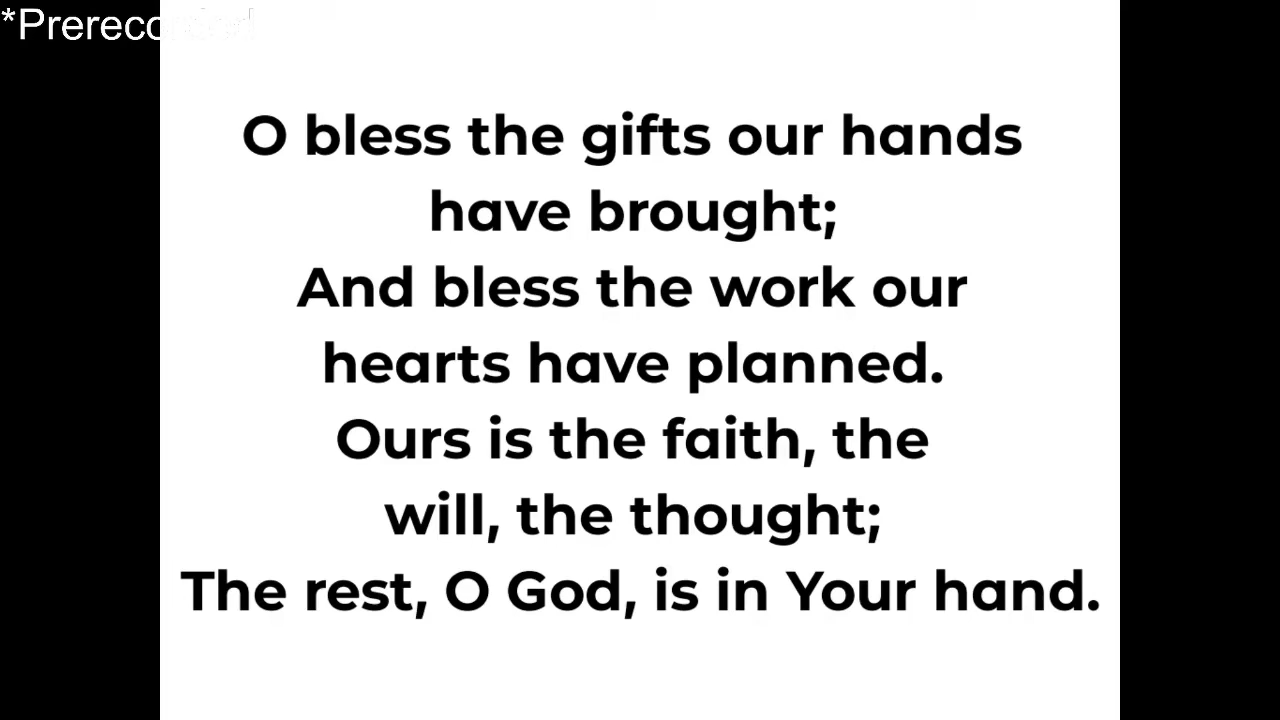 *Prerecorded
O bless the gifts our hands
have brought;
And bless the work our
hearts have planned.
Ours is the faith, the
will, the thought;
The rest, O God, is in Your hand.